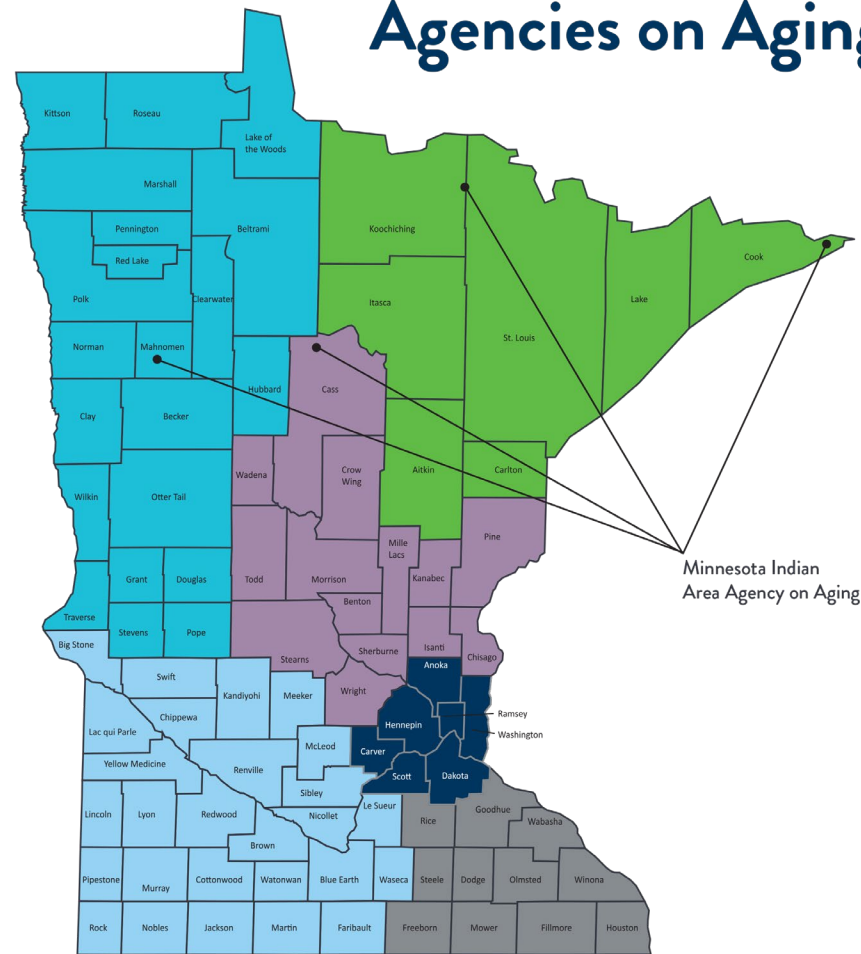 Agencies on Aging
Kittson
Roseau
Lake of
the Woods
Marshall
Pennington
Red Lake
Beltrami
Polk
Clearwater
Koochiching
Itasca
St. Louis
Lake
Cook
Norman
Mahnomen
Hubbard
Cass
Clay
Becker
Wilkin
Otter Tail
Wadena
Crow
Wing
Aitkin
Carlton
Mille
Lacs
Pine
Minnesota Indian
Area Agency on Aging
Grant
Douglas
Todd
Morrison
Kanabec
Benton
Traverse
Stevens
Pope
Big Stone
Stearns
Sherburne
Isanti
Chisago
Anoka
Swift
Kandiyohi
Meeker
Wright
Hennepin
Ramsey
Washington
Lac qui Parle
Chippewa
McLeod
Carver
Yellow Medicine
Renville
Scott
Dakota
Sibley
Le Sueur
Nicollet
Lincoln
Lyon
Redwood
Brown
Rice
Goodhue
Wabasha
Pipestone
Murray
Cottonwood
Watonwan
Blue Earth
Waseca
Steele
Dodge
Olmsted
Winona
Rock
Nobles
Jackson
Martin
Faribault
Freeborn
Mower
Fillmore
Houston